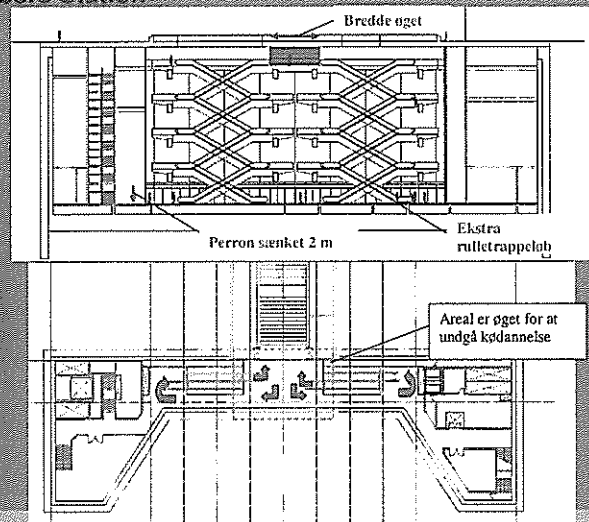 Bredde øget
Perron sænket 2 m
Ekstra
rulletrappeløb
Areal er øget for at
undgå kødannelse